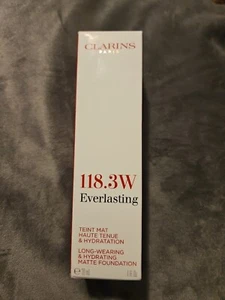 CLARINS
PARIS
118.3W
Everlasting
TEINT MAT
HAUTE TENUE
& HYDRATATION
LONG-WEARING
& HYDRATING
MATTE FOUNDATION